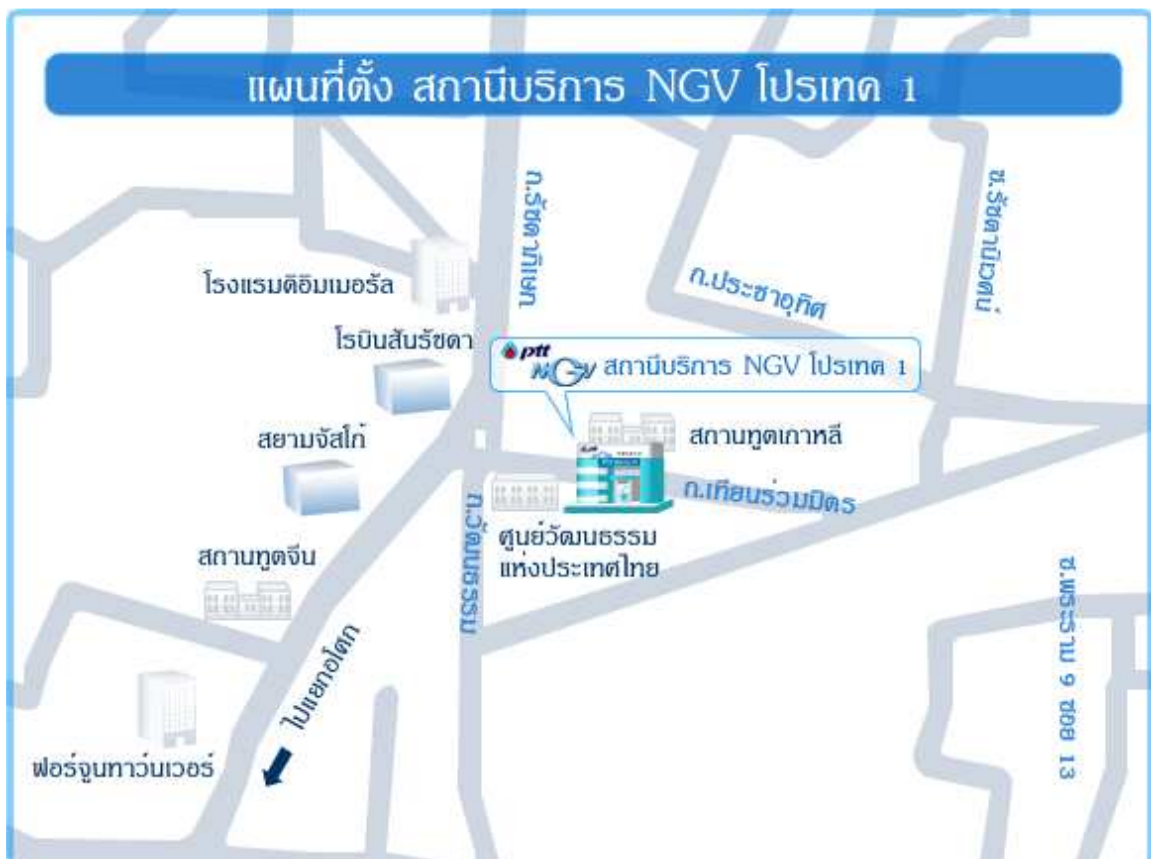 แผนที่ตั้ง สถานีบริการ NGV โปรเทค 1
ถ.รัชดาภิเษก
ซ.รัชดานิเวศน์
โรงแรมดิอิมเมอรัล
ถ.ประชาอุทิศ
โรบินสันรัชดา
ptt
NGV สถานีบริการ NGV โปรเทค 1
สยามจัสโก้
สถานทูตเกาหลี
ถ.เทียนร่วมมิตร
ถ.วัฒนธรรม
ศูนย์วัฒนธรรม
แห่งประเทศไทย
สถานทูตจีน
ซ.พระราม 9 ซอย 13
ไปแยกอโศก
ฟอร์จูนทาว์นเวอร์